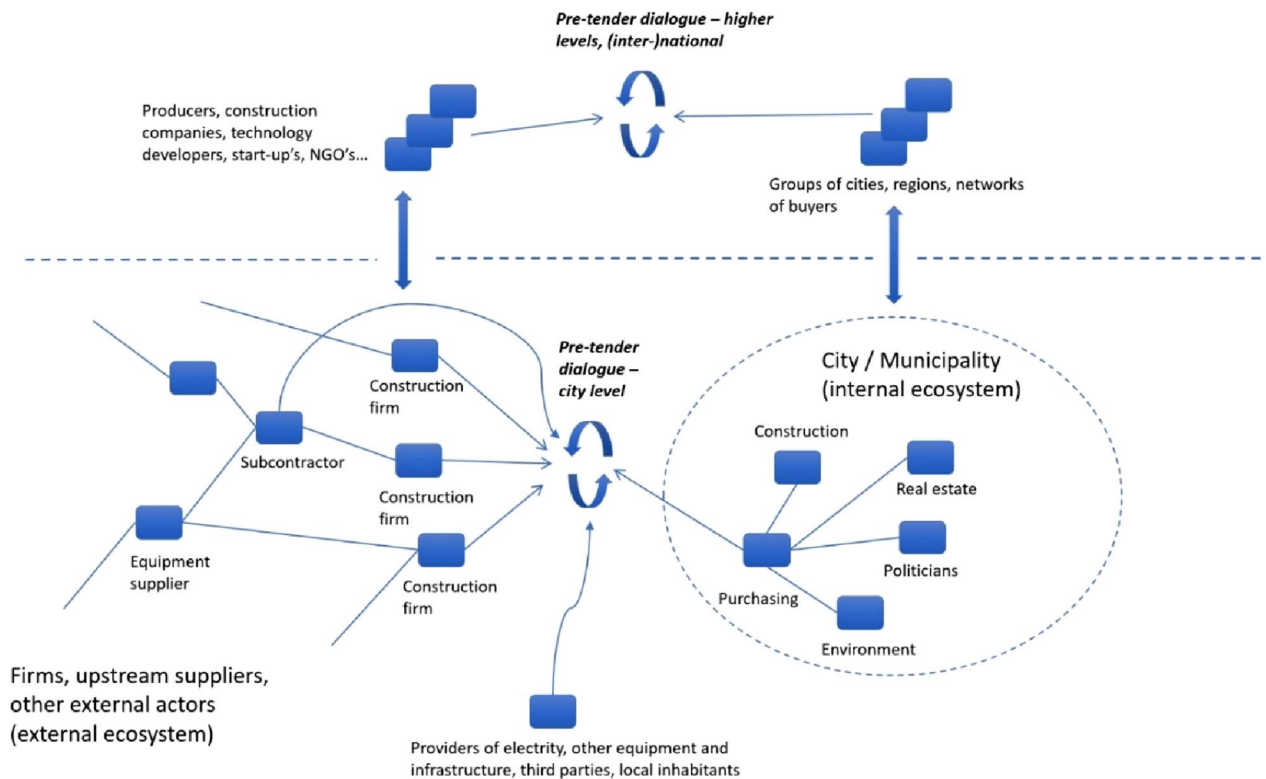 Pre-tender dialogue – higher
levels, (inter-)national
Producers, construction
companies, technology
developers, start-up's, NGO's...
Groups of cities, regions, networks
of buyers
Construction
firm
Subcontractor
Construction
firm
Equipment
supplier
Construction
firm
Pre-tender
dialogue –
city level
City / Municipality
(internal ecosystem)
Construction
Real estate
Politicians
Purchasing
Environment
Firms, upstream suppliers,
other external actors
(external ecosystem)
Providers of electrity, other equipment and
infrastructure, third parties, local inhabitants